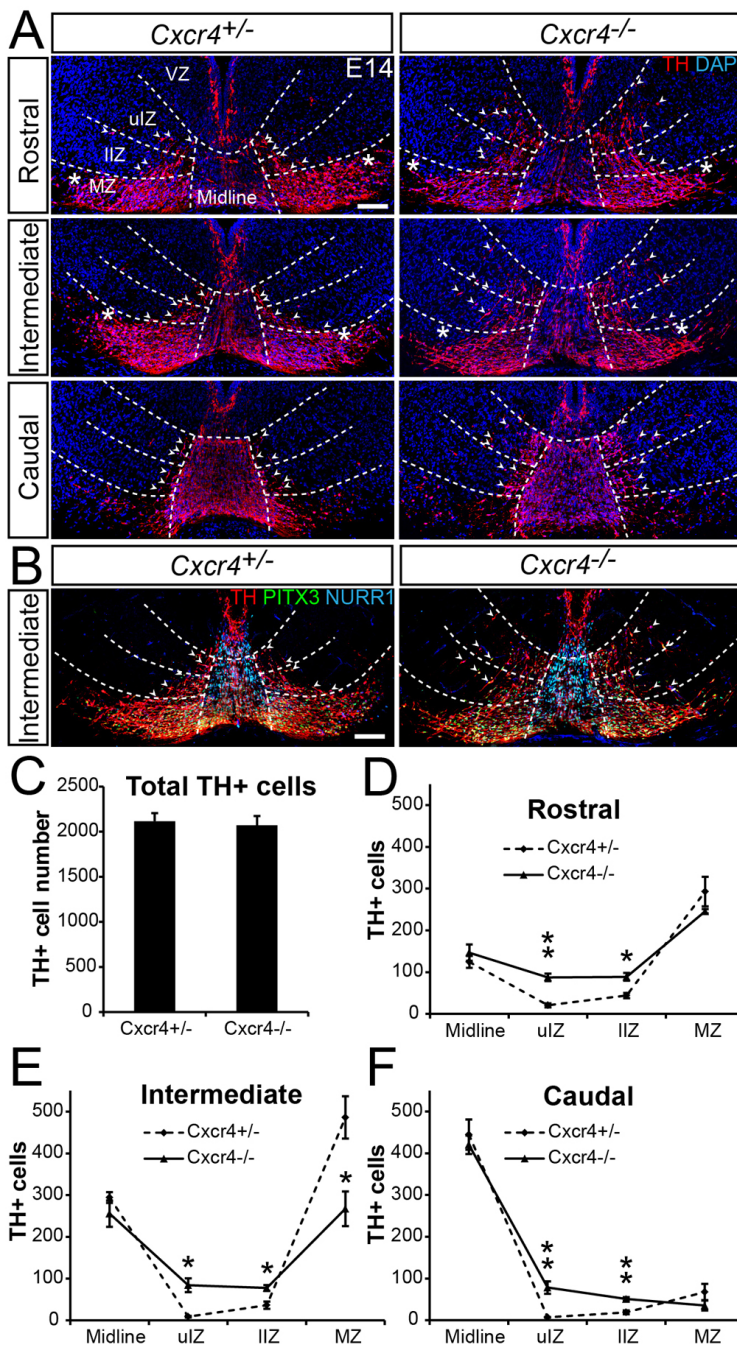 A
Cxcr4+/-
Cxcr4-/-
Rostral
VZ
E14
uIZ
lIZ
MZ
Midline
*
*
TH DAPI
*
*
Intermediate
*
*
*
*
Caudal
B
Cxcr4+/-
Cxcr4-/-
Intermediate
TH PITX3 NURR1
C
Total TH+ cells
TH+ cell number
2500
2000
1500
1000
500
0
Cxcr4+/-
Cxcr4-/-
D
Rostral
Cxcr4+/-
Cxcr4-/-
TH+ cells
500
400
300
200
100
0
*
*
*
Midline
uIZ
lIZ
MZ
E
Intermediate
Cxcr4+/-
Cxcr4-/-
TH+ cells
500
400
300
200
100
0
*
*
*
Midline
uIZ
lIZ
MZ
F
Caudal
Cxcr4+/-
Cxcr4-/-
TH+ cells
500
400
300
200
100
0
*
*
*
*
Midline
uIZ
lIZ
MZ